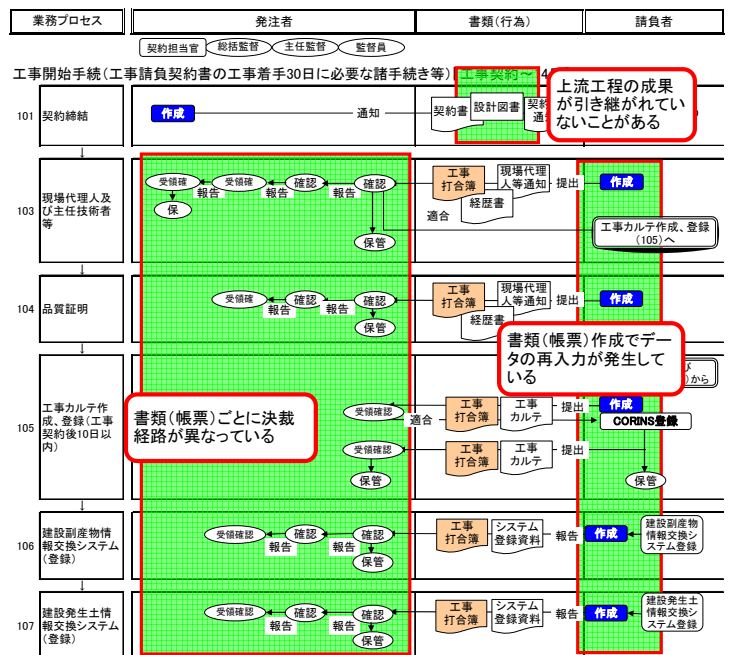 業務プロセス
発注者
書類(行為)
請負者
契約担当官
総括監督
主任監督
監督員
工事開始手続(工事請負契約書の工事着手30日に必要な諸手続き等)
工事契約~
上流工程の成果
が引き継がれてい
ないことがある
101
契約締結
作成
通知
契約書
設計図書
契約
通
↓
103
現場代理人及
び主任技術者
等
受領確
報告
受領確
報告
確認
報告
確認
保
保管
工事
打合簿
現場代理
人等通知
経歴書
適合
提出
作成
工事カルテ作成、登録
(105)へ
↓
104
品質証明
受領確
報告
確認
報告
確認
保管
工事
打合簿
現場代理
人等通知
経歴書
提出
作成
書類(帳票)作成でデー
タの再入力が発生して
いる
↓
105
工事カルテ作
成、登録(工事
契約後10日以
内)
書類(帳票)ごとに決裁
経路が異なっている
び
)から
受領確認
適合
工事
打合簿
工事
カルテ
提出
作成
CORINS登録
受領確認
保管
工事
打合簿
工事
カルテ
提出
保管
↓
106
建設副産物情
報交換システム
(登録)
受領確認
報告
確認
報告
確認
保管
工事
打合簿
システム
登録資料
報告
作成
建設副産物
情報交換シ
ステム登録
↓
107
建設発生土情
報交換システム
(登録)
受領確認
報告
確認
報告
確認
保管
工事
打合簿
システム
登録資料
報告
作成
建設発生土
情報交換シ
ステム登録